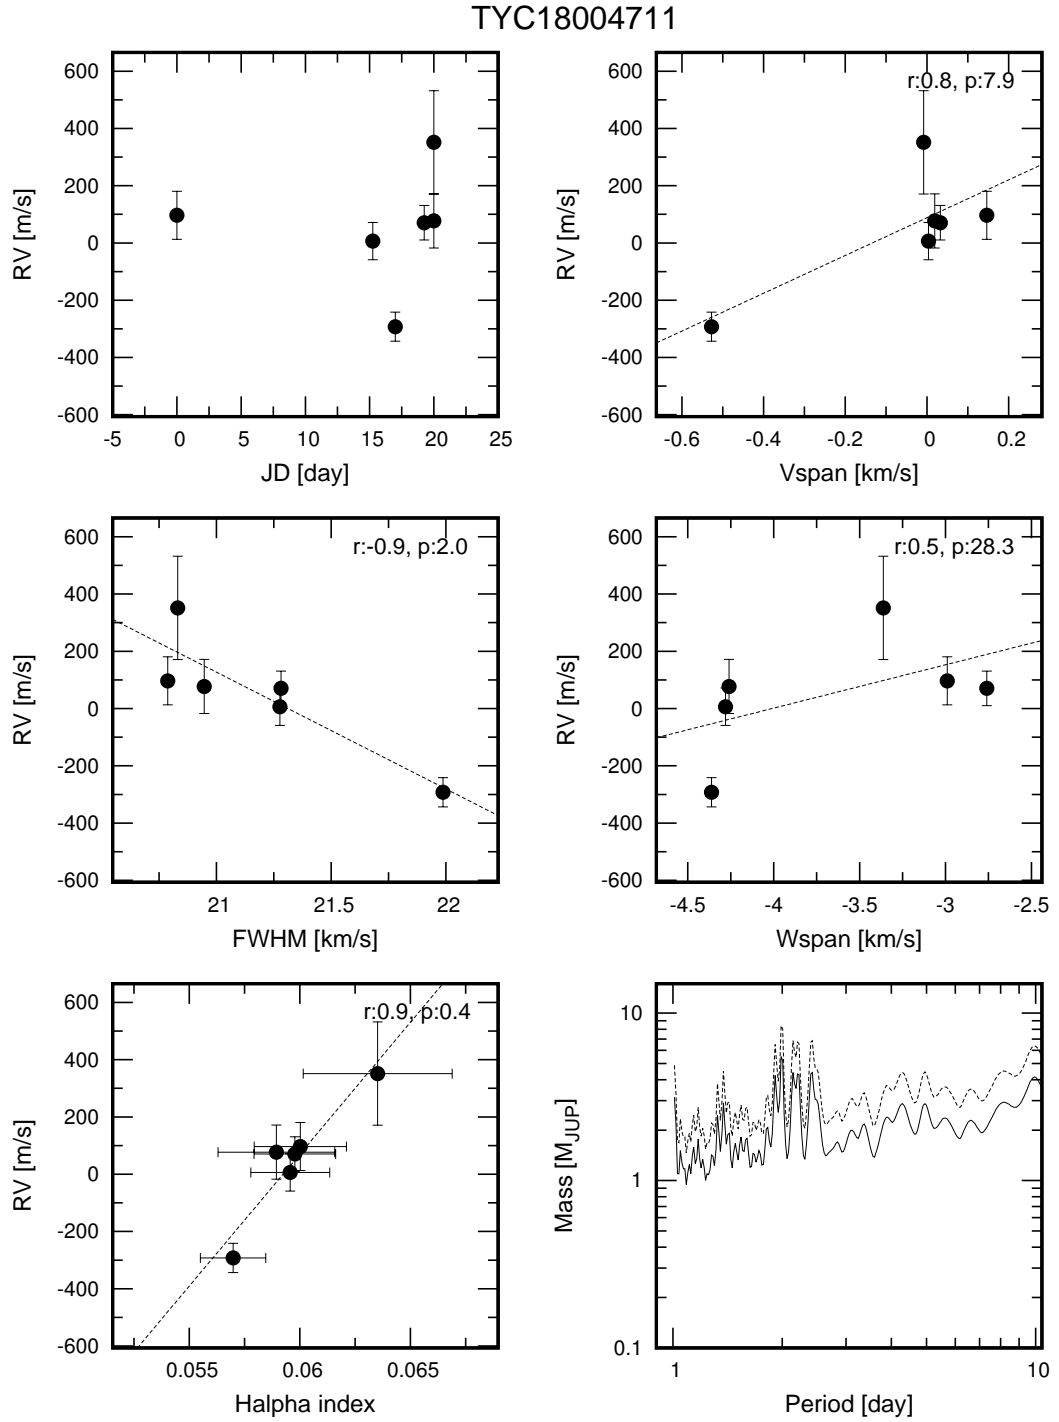 TYC18004711
600
400
200
0
-200
-400
-600
RV [m/s]
-5 0 5 10 15 20 25
JD [day]
r:0.8, p:7.9
600
400
200
0
-200
-400
-600
RV [m/s]
-0.6 -0.4 -0.2 0 0.2
Vspan [km/s]
r:-0.9, p:2.0
600
400
200
0
-200
-400
-600
RV [m/s]
21 21.5 22
FWHM [km/s]
r:0.5, p:28.3
600
400
200
0
-200
-400
-600
RV [m/s]
-4.5 -4 -3.5 -3 -2.5
Wspan [km/s]
r:0.9, p:0.4
600
400
200
0
-200
-400
-600
RV [m/s]
0.055 0.06 0.065
Halpha index
10
1
0.1
Mass [MJUP]
1 10
Period [day]